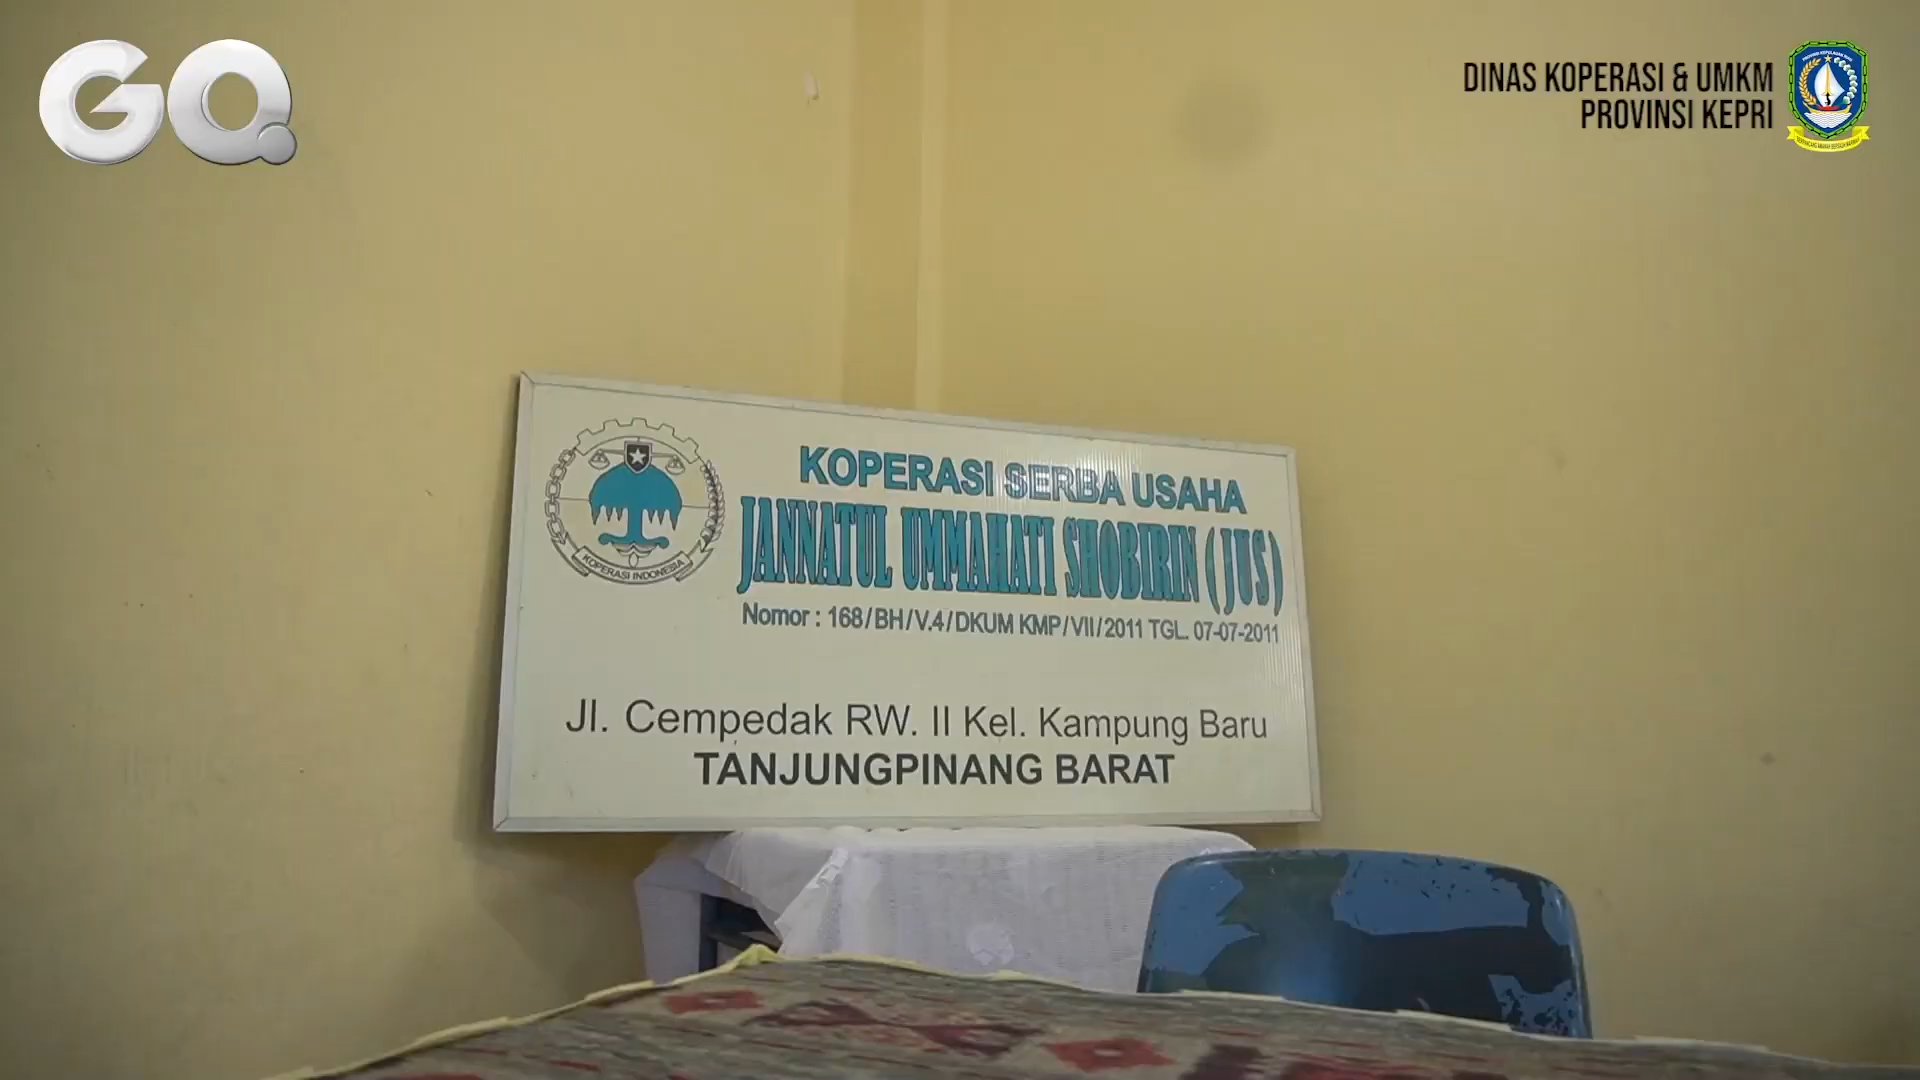 GQ
DINAS KOPERASI & UMKM
PROVINSI KEPRI
KOPERASI SERBA USAHA
JANNATUL UMMAHATI SHOBIRIN (JUS)
Nomor : 168/BH/V.4/DKUM KMP/VII/2011 TGL. 07-07-2011
KOPERASI INDONESIA
Jl. Cempedak RW. II Kel. Kampung Baru
TANJUNGPINANG BARAT